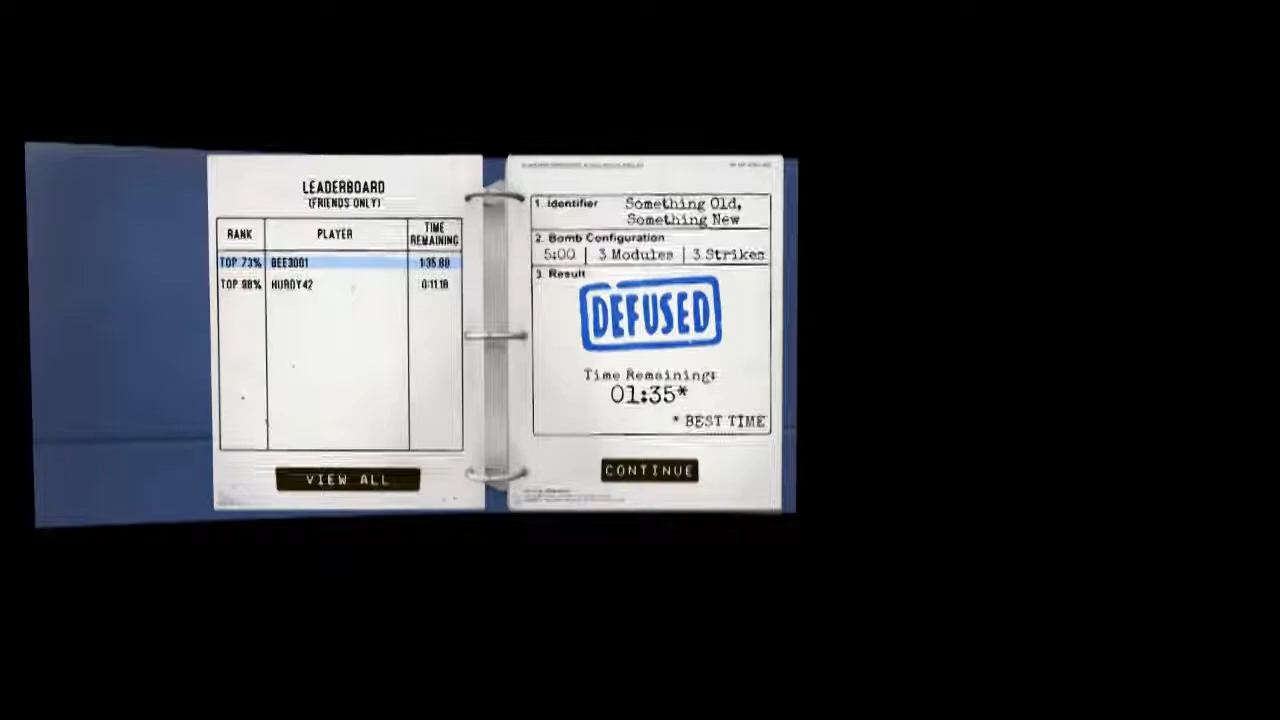 LEADERBOARD
(FRIENDS ONLY)
RANK PLAYER TIME REMAINING
TOP 73% BEE3001 1:35.88
TOP 98% HURDY42 0:11.18
VIEW ALL
1. Identifier Something Old,
Something New
2. Bomb Configuration
5:00 | 3 Modules | 3 Strikes
3. Result
DEFUSED
Time Remaining:
01:35*
* BEST TIME
CONTINUE